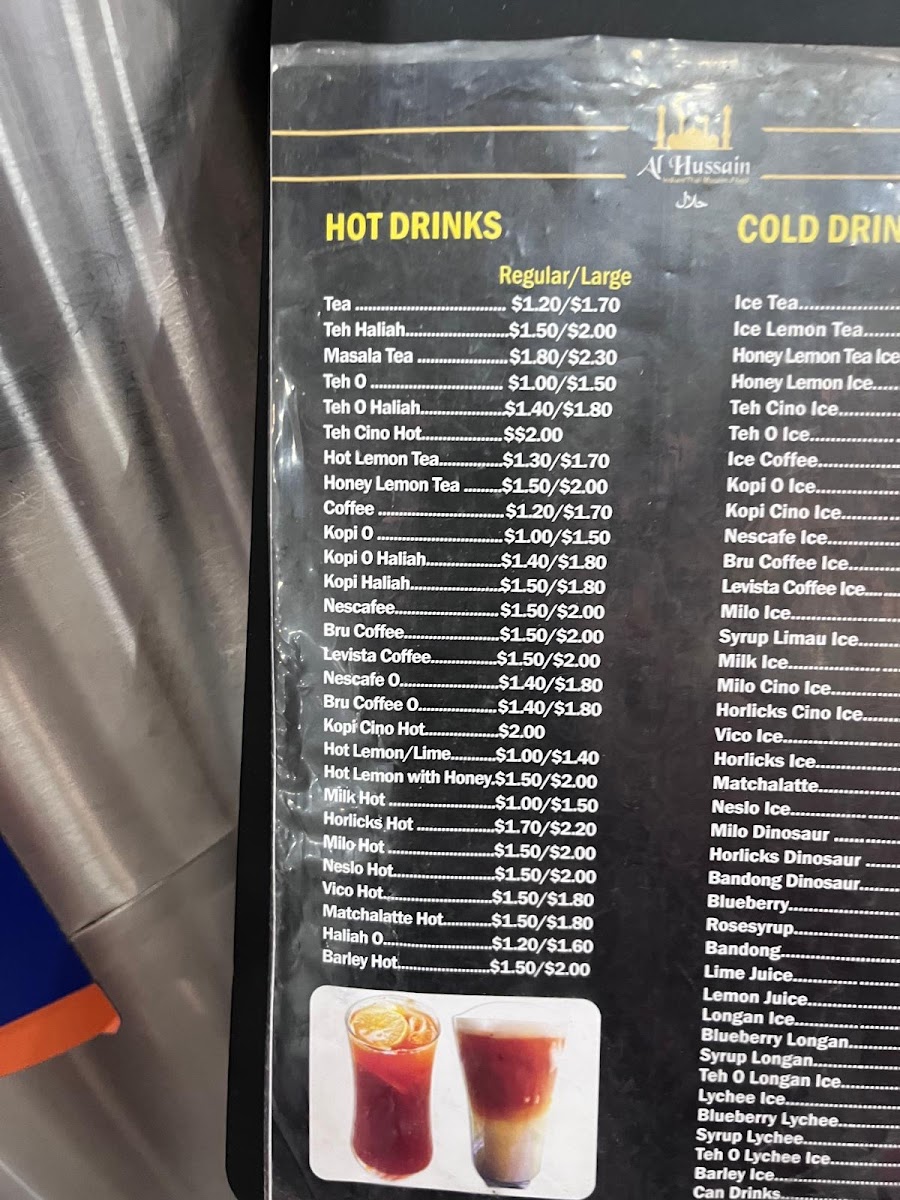 Al Hussain
حلال
HOT DRINKS
Regular/Large
Tea ........ $1.20/$1.70
Teh Haliah........$1.50/$2.00
Masala Tea ........$1.80/$2.30
Teh O ........ $1.00/$1.50
Teh O Haliah........$1.40/$1.80
Teh Cino Hot........$$2.00
Hot Lemon Tea........$1.30/$1.70
Honey Lemon Tea ........$1.50/$2.00
Coffee ........$1.20/$1.70
Kopi O ........$1.00/$1.50
Kopi O Haliah........$1.40/$1.80
Kopi Haliah........$1.50/$1.80
Nescafee........$1.50/$2.00
Bru Coffee........$1.50/$2.00
Levista Coffee........$1.50/$2.00
Nescafe O........$1.40/$1.80
Bru Coffee O........$1.40/$1.80
Kopi Cino Hot........$2.00
Hot Lemon/Lime........$1.00/$1.40
Hot Lemon with Honey.$1.50/$2.00
Milk Hot ........$1.00/$1.50
Horlicks Hot ........$1.70/$2.20
Milo Hot ........$1.50/$2.00
Neslo Hot........$1.50/$2.00
Vico Hot........$1.50/$1.80
Matchalatte Hot........$1.50/$1.80
Haliah O........$1.20/$1.60
Barley Hot........$1.50/$2.00
COLD DRIN
Ice Tea........
Ice Lemon Tea........
Honey Lemon Tea Ice
Honey Lemon Ice........
Teh Cino Ice........
Teh O Ice........
Ice Coffee........
Kopi O Ice........
Kopi Cino Ice........
Nescafe Ice........
Bru Coffee Ice........
Levista Coffee Ice........
Milo Ice........
Syrup Limau Ice........
Milk Ice........
Milo Cino Ice........
Horlicks Cino Ice........
Vico Ice........
Horlicks Ice........
Matchalatte........
Neslo Ice........
Milo Dinosaur ........
Horlicks Dinosaur ........
Bandong Dinosaur........
Blueberry........
Rosesyrup........
Bandong........
Lime Juice........
Lemon Juice........
Longan Ice........
Blueberry Longan........
Syrup Longan........
Teh O Longan Ice........
Lychee Ice........
Blueberry Lychee........
Syrup Lychee........
Teh O Lychee Ice........
Barley Ice........
Can Drinks........